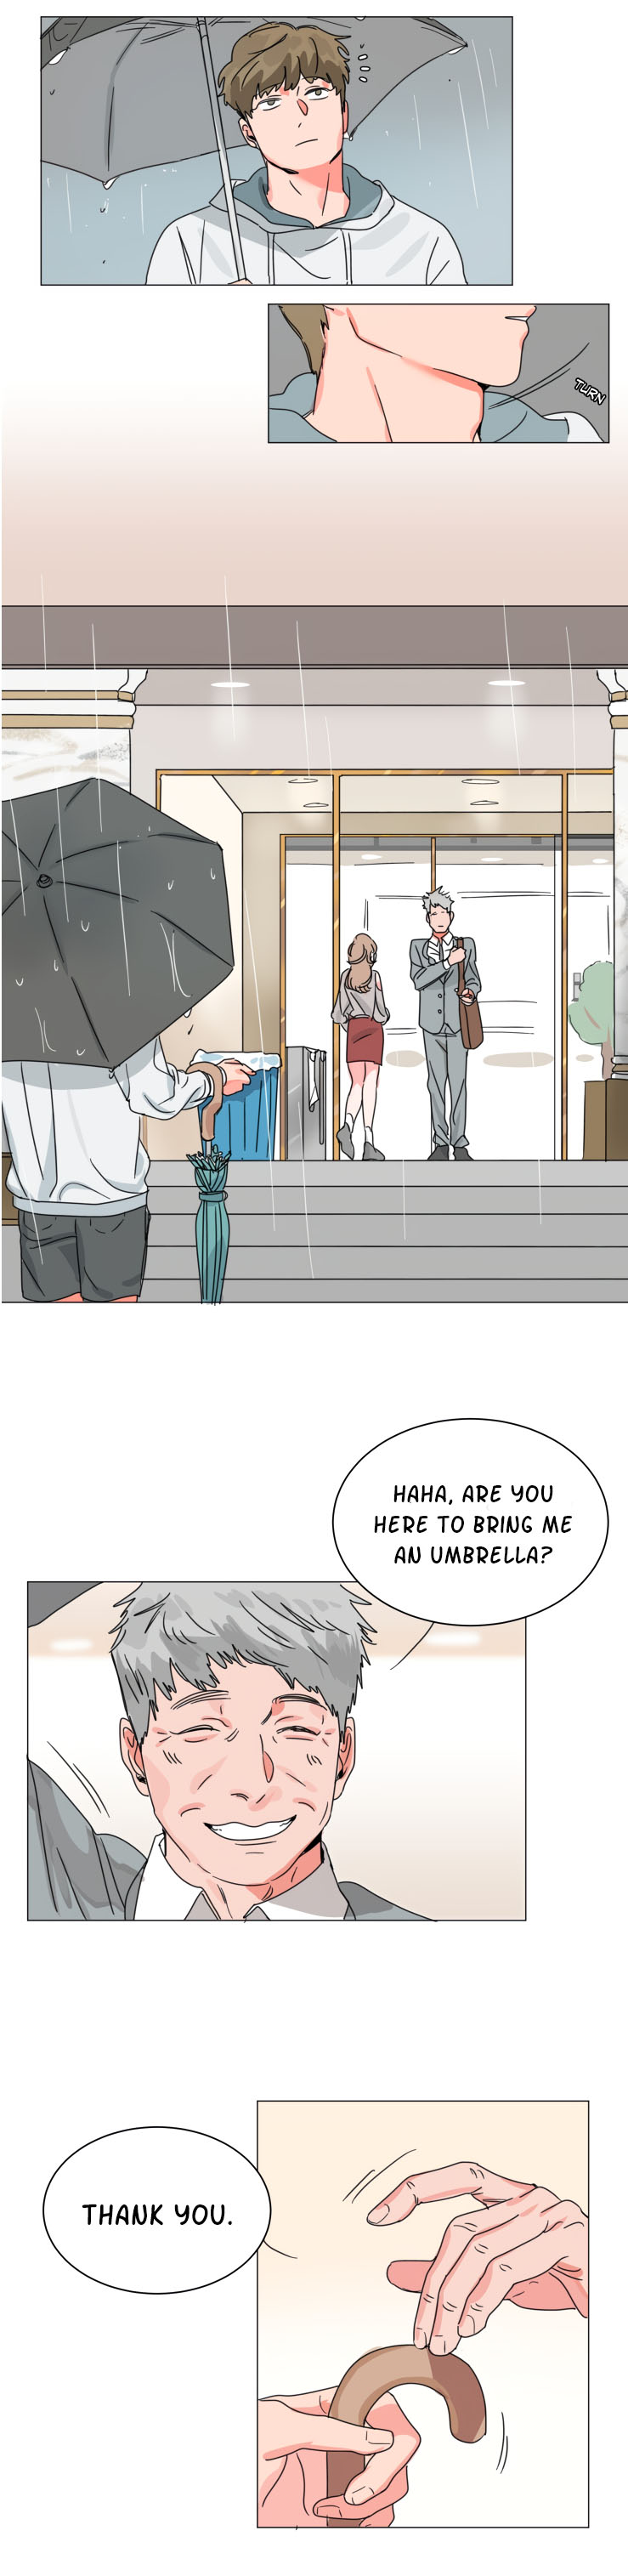 TURN
HAHA, ARE YOU
HERE TO BRING ME
AN UMBRELLA?
THANK YOU.